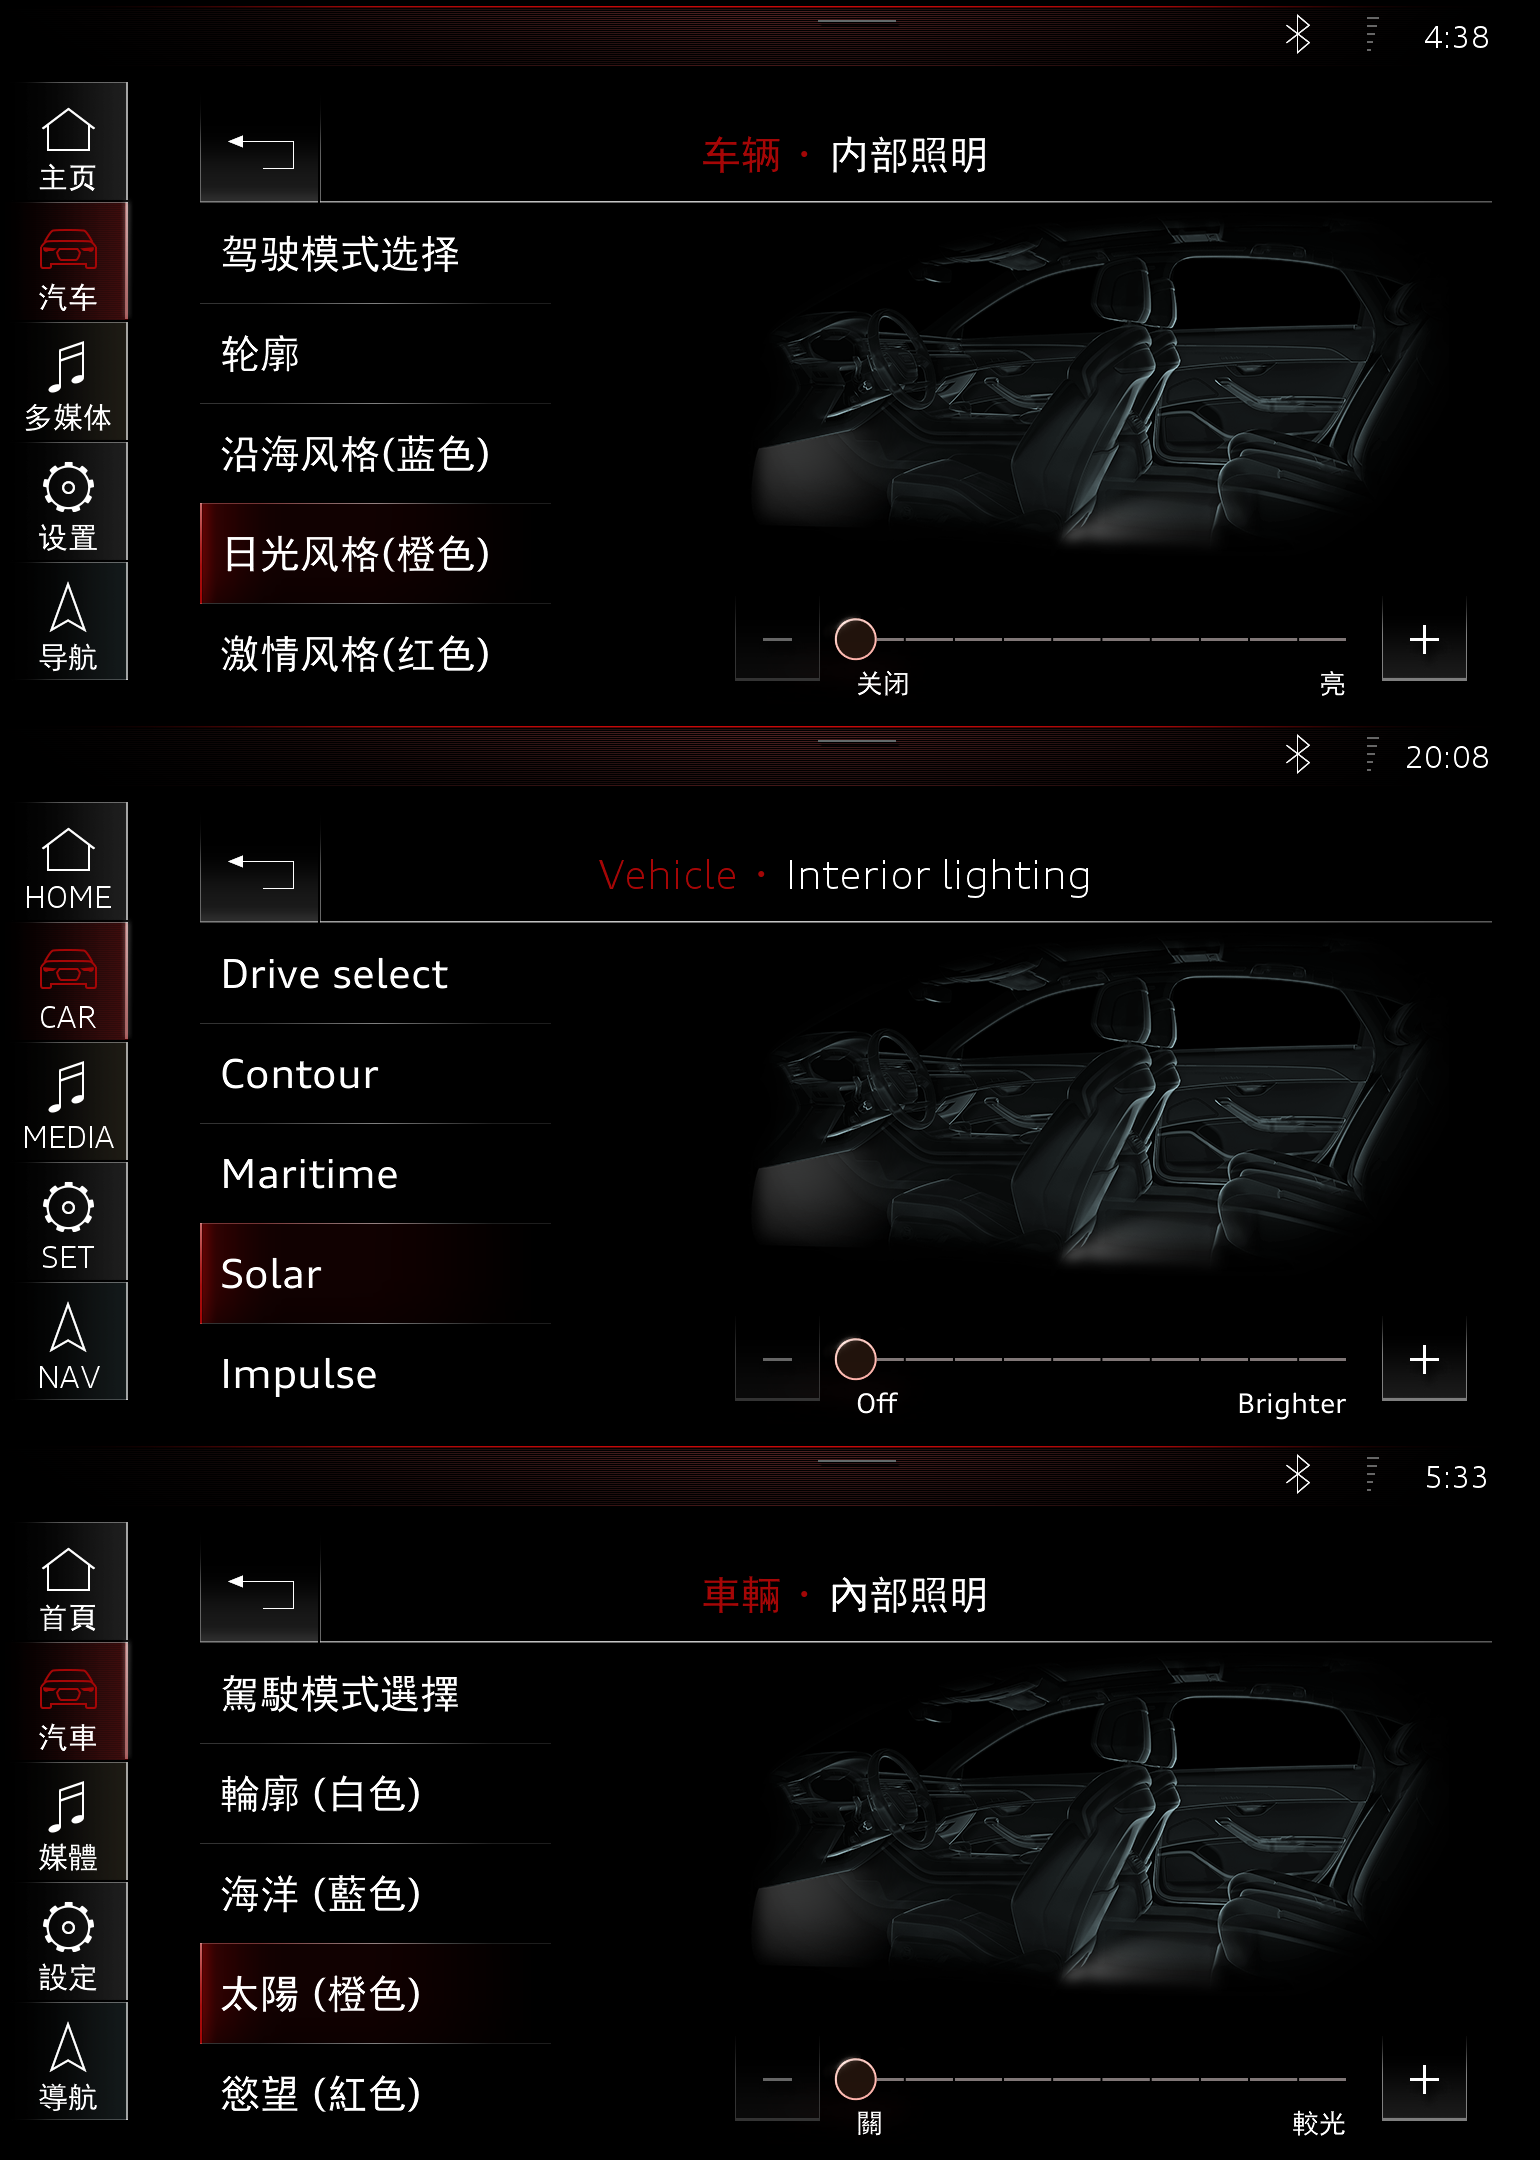 4:38
车辆 · 内部照明
主页
汽车
多媒体
设置
导航
驾驶模式选择
轮廓
沿海风格(蓝色)
日光风格(橙色)
激情风格(红色)
关闭
亮
20:08
Vehicle · Interior lighting
HOME
CAR
MEDIA
SET
NAV
Drive select
Contour
Maritime
Solar
Impulse
Off
Brighter
5:33
車輛 · 內部照明
首頁
汽車
媒體
設定
導航
駕駛模式選擇
輪廓 (白色)
海洋 (藍色)
太陽 (橙色)
慾望 (紅色)
關
較光